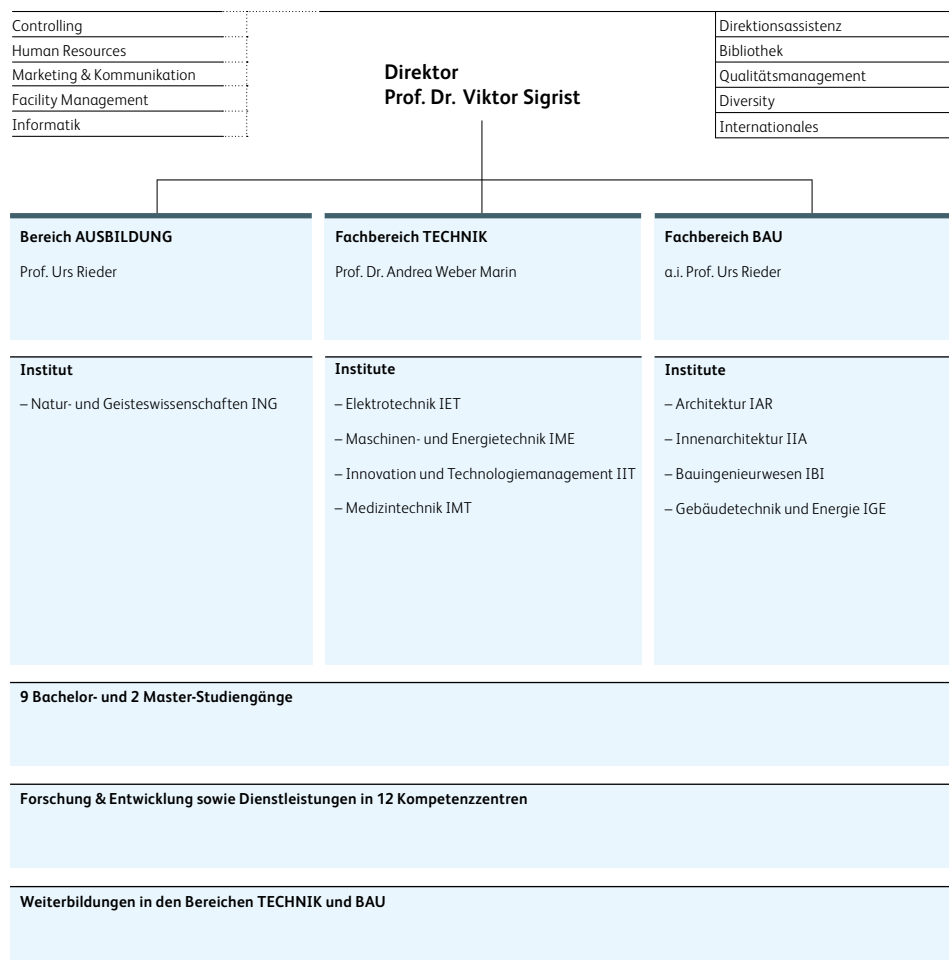 Controlling
Human Resources
Marketing & Kommunikation
Facility Management
Informatik
Direktor
Prof. Dr. Viktor Sigrist
Direktionsassistenz
Bibliothek
Qualitätsmanagement
Diversity
Internationales
Bereich AUSBILDUNG
Prof. Urs Rieder
Fachbereich TECHNIK
Prof. Dr. Andrea Weber Marin
Fachbereich BAU
a.i. Prof. Urs Rieder
Institut
– Natur- und Geisteswissenschaften ING
Institute
– Elektrotechnik IET
– Maschinen- und Energietechnik IME
– Innovation und Technologiemanagement IIT
– Medizintechnik IMT
Institute
– Architektur IAR
– Innenarchitektur IIA
– Bauingenieurwesen IBI
– Gebäudetechnik und Energie IGE
9 Bachelor- und 2 Master-Studiengänge
Forschung & Entwicklung sowie Dienstleistungen in 12 Kompetenzzentren
Weiterbildungen in den Bereichen TECHNIK und BAU